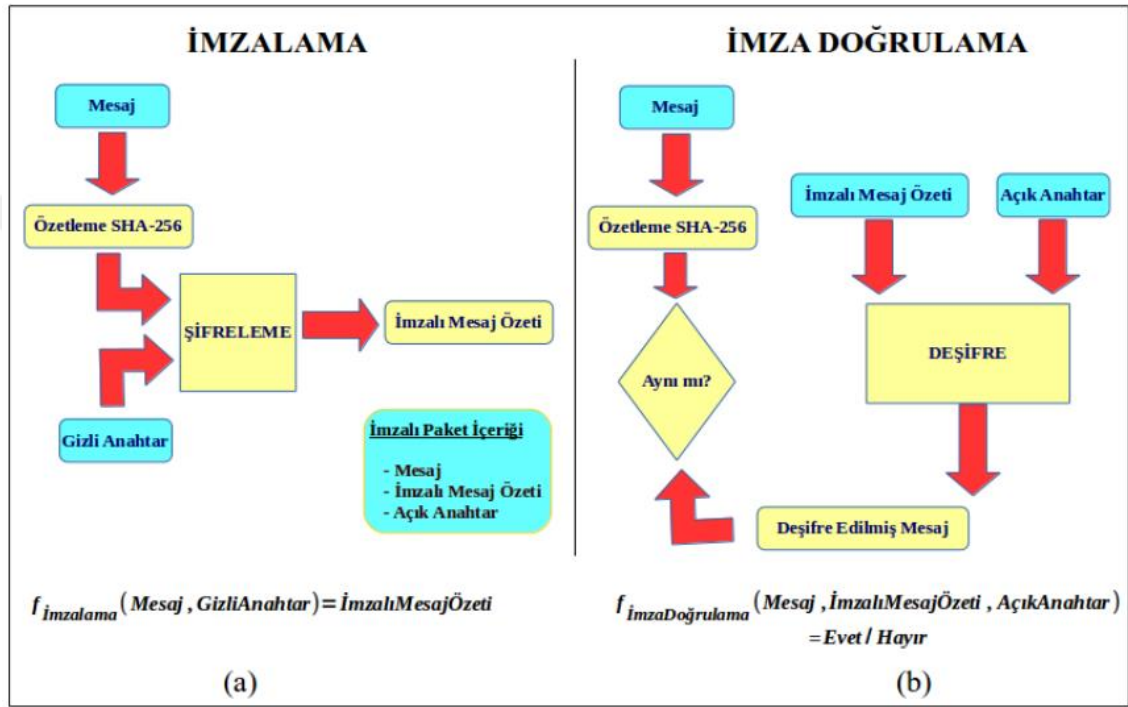 İMZALAMA
Mesaj
Özetleme SHA-256
ŞİFRELEME
İmzalı Mesaj Özeti
Gizli Anahtar
İmzalı Paket İçeriği
- Mesaj
- İmzalı Mesaj Özeti
- Açık Anahtar
f İmzalama (Mesaj , GizliAnahtar) = İmzalıMesajÖzeti
(a)
İMZA DOĞRULAMA
Mesaj
İmzalı Mesaj Özeti
Açık Anahtar
Özetleme SHA-256
Aynı mı?
DEŞİFRE
Deşifre Edilmiş Mesaj
f İmzaDoğrulama (Mesaj , İmzalıMesajÖzeti , AçıkAnahtar)
= Evet / Hayır
(b)